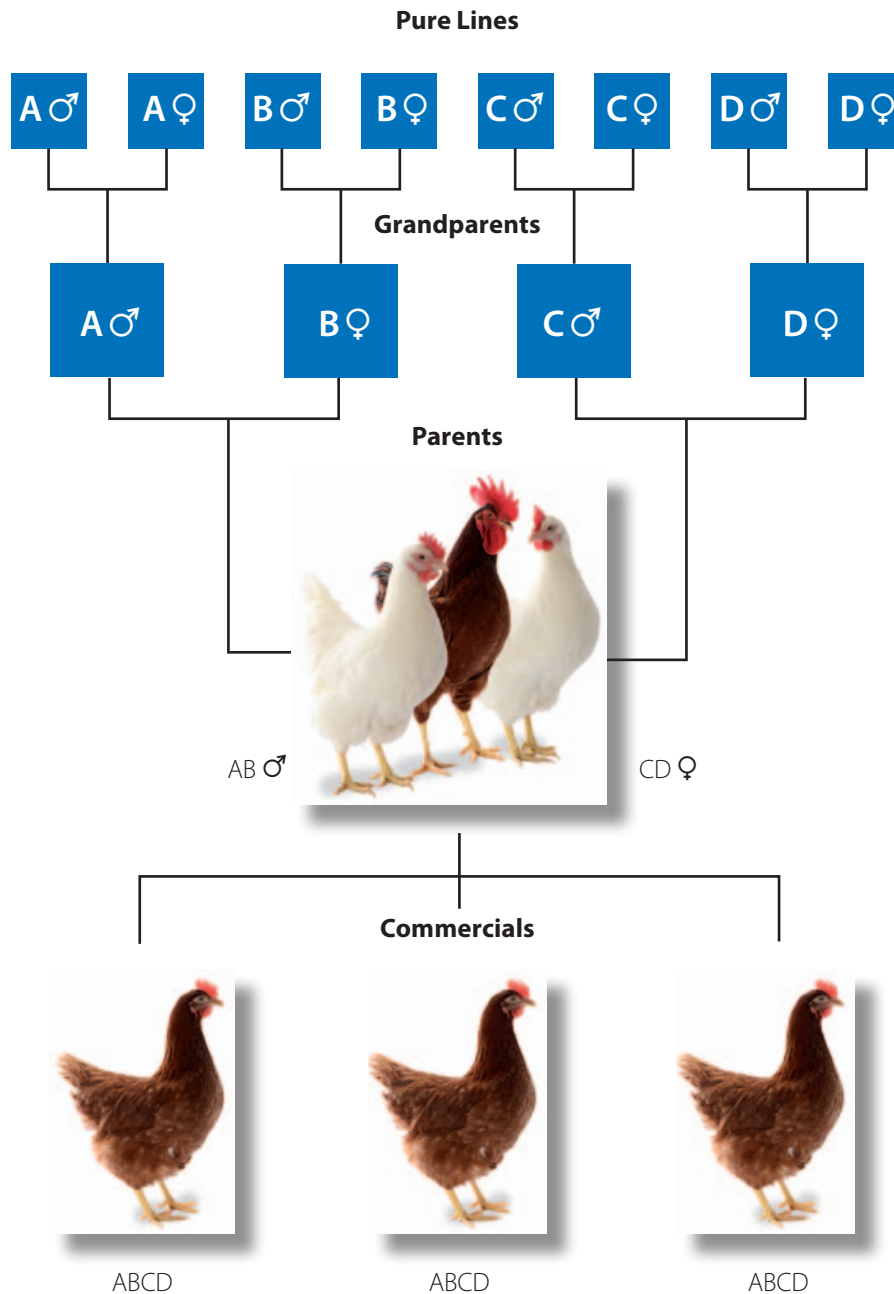 Pure Lines
A♂ A♀ B♂ B♀ C♂ C♀ D♂ D♀
Grandparents
A♂ B♀ C♂ D♀
Parents
AB ♂ CD ♀
Commercials
ABCD ABCD ABCD